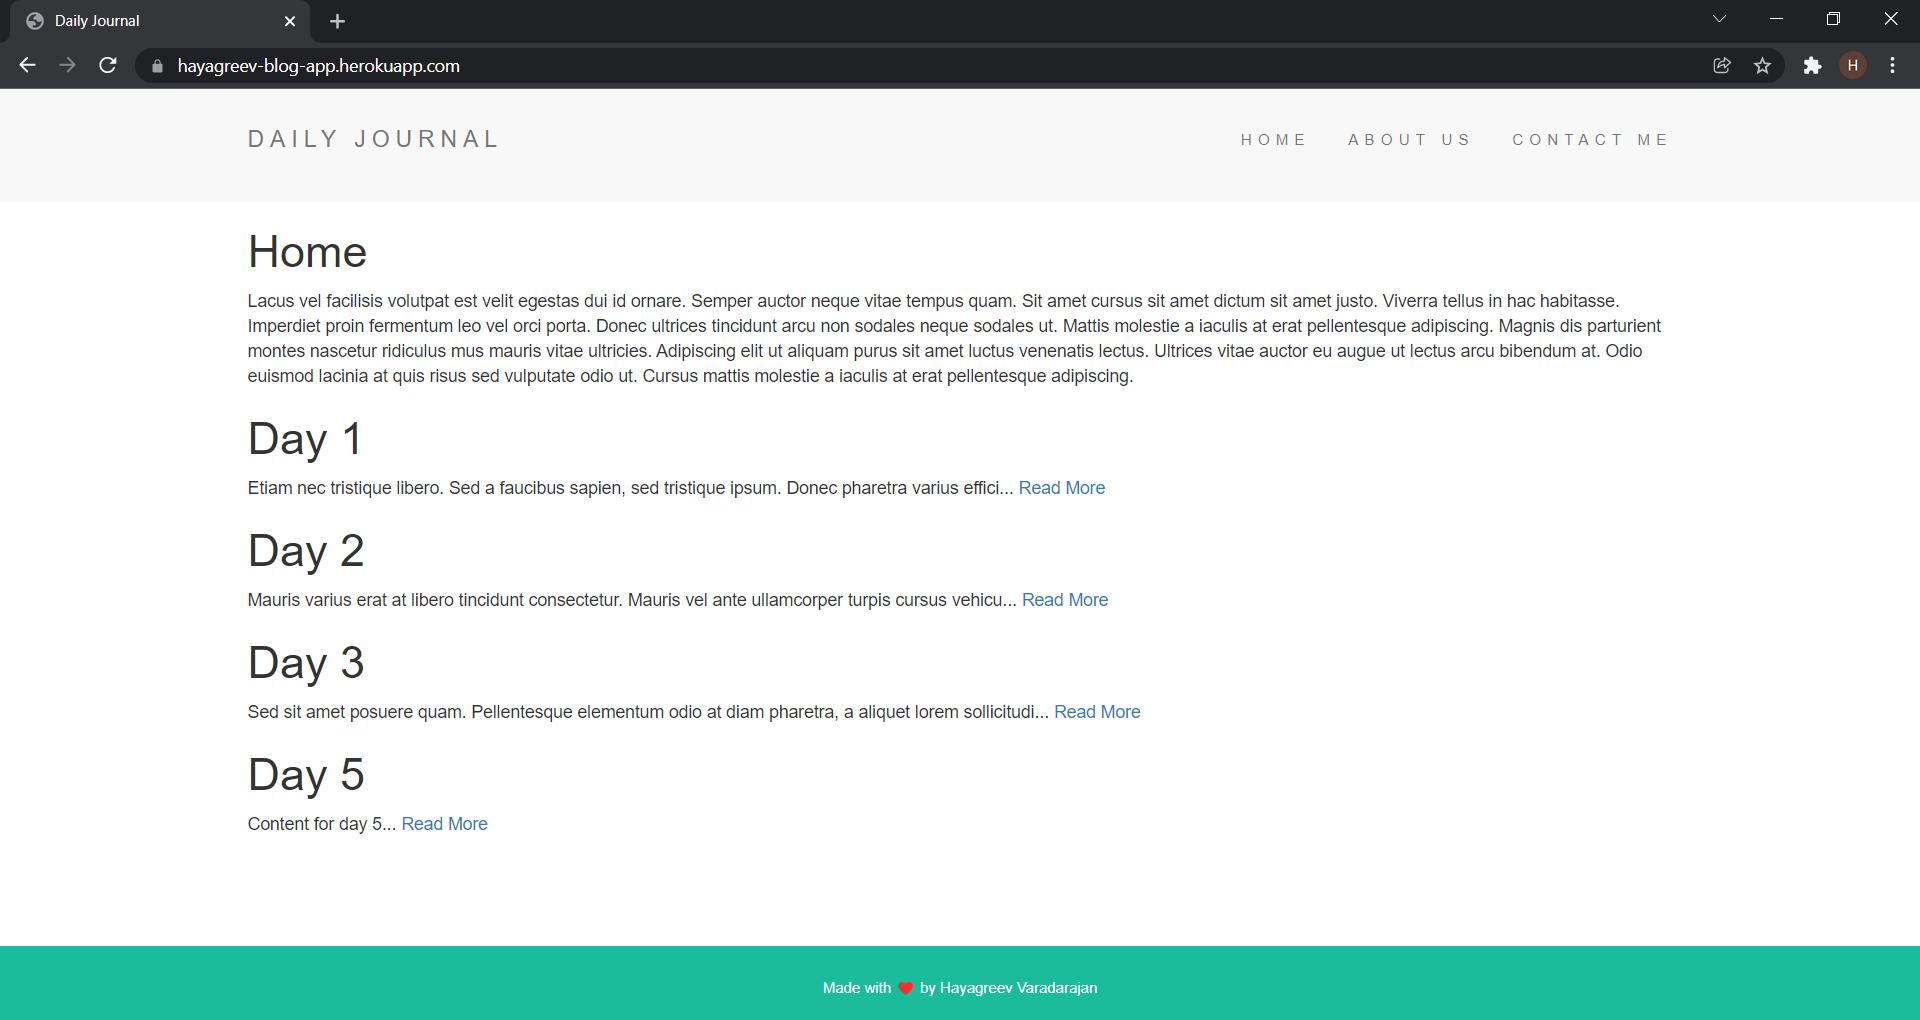 Daily Journal
hayagreev-blog-app.herokuapp.com
H
DAILY JOURNAL
HOME ABOUT US CONTACT ME
Home
Lacus vel facilisis volutpat est velit egestas dui id ornare. Semper auctor neque vitae tempus quam. Sit amet cursus sit amet dictum sit amet justo. Viverra tellus in hac habitasse.
Imperdiet proin fermentum leo vel orci porta. Donec ultrices tincidunt arcu non sodales neque sodales ut. Mattis molestie a iaculis at erat pellentesque adipiscing. Magnis dis parturient
montes nascetur ridiculus mus mauris vitae ultricies. Adipiscing elit ut aliquam purus sit amet luctus venenatis lectus. Ultrices vitae auctor eu augue ut lectus arcu bibendum at. Odio
euismod lacinia at quis risus sed vulputate odio ut. Cursus mattis molestie a iaculis at erat pellentesque adipiscing.
Day 1
Etiam nec tristique libero. Sed a faucibus sapien, sed tristique ipsum. Donec pharetra varius effici... Read More
Day 2
Mauris varius erat at libero tincidunt consectetur. Mauris vel ante ullamcorper turpis cursus vehicu... Read More
Day 3
Sed sit amet posuere quam. Pellentesque elementum odio at diam pharetra, a aliquet lorem sollicitudi... Read More
Day 5
Content for day 5... Read More
Made with ❤️ by Hayagreev Varadarajan